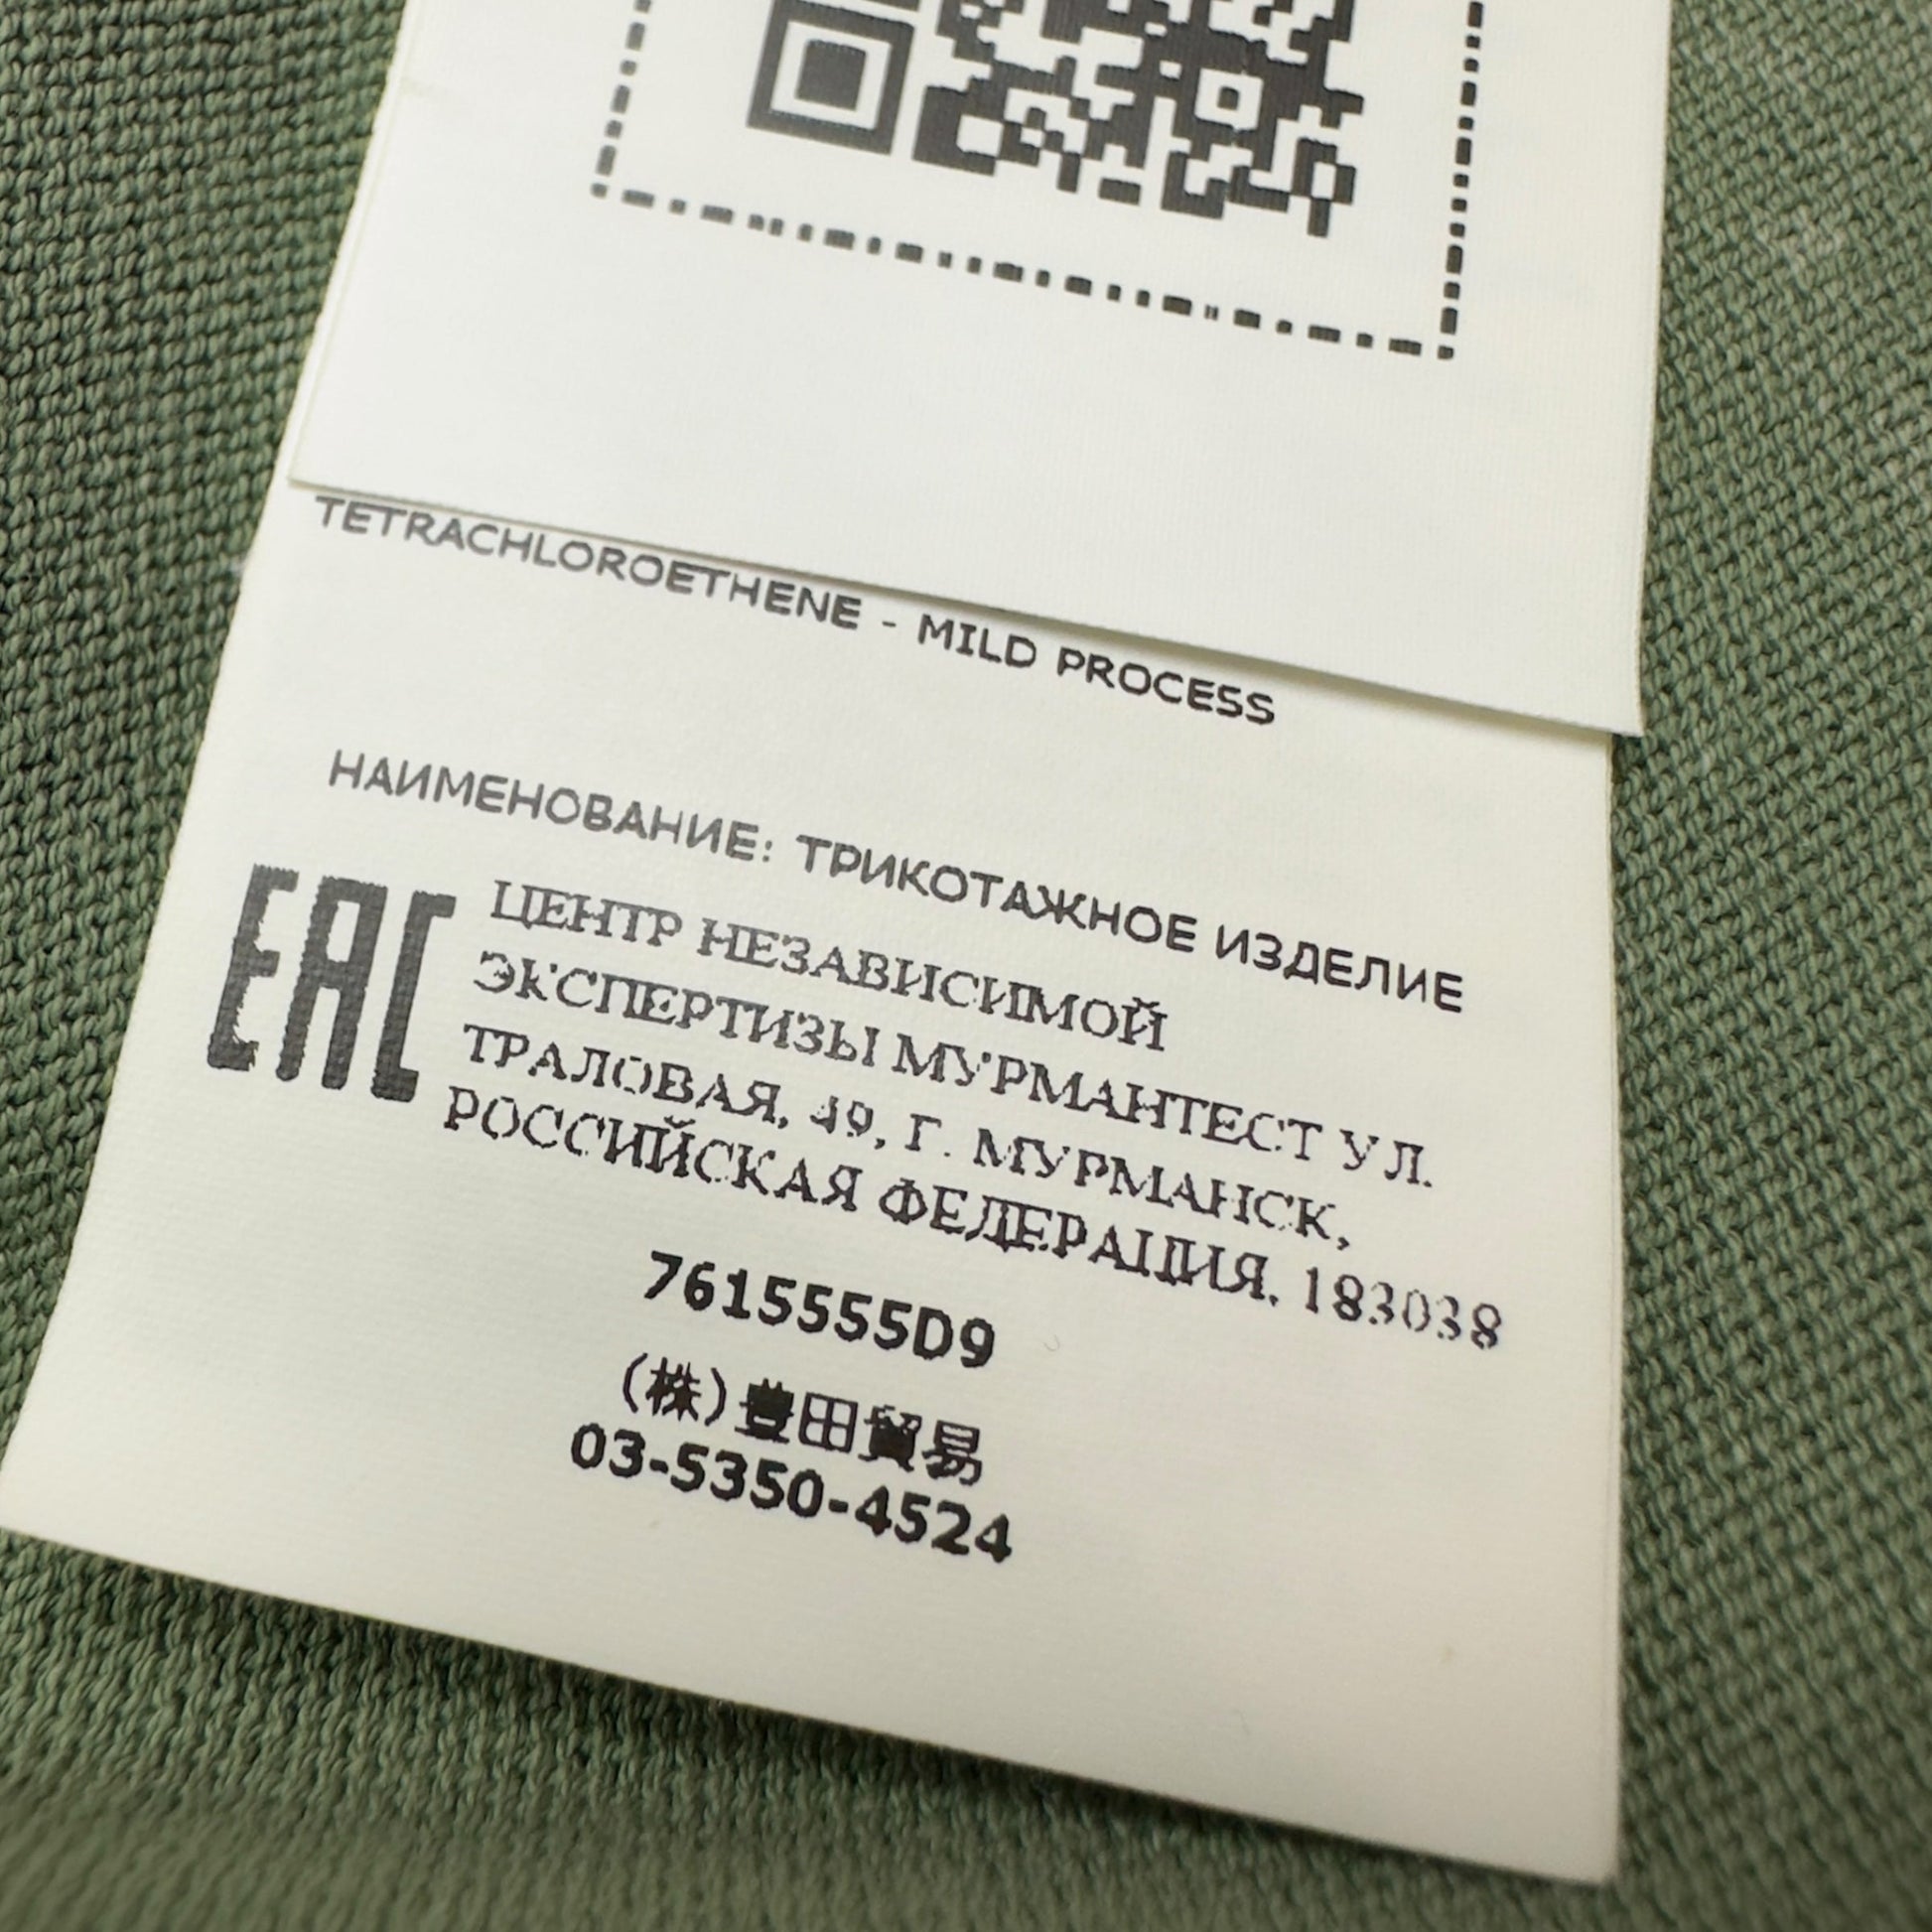 TETRACHLOROETHENE - MILD PROCESS
НАИМЕНОВАНИЕ: ТРИКОТАЖНОЕ ИЗДЕЛИЕ
EAC
ЦЕНТР НЕЗАВИСИМОЙ
ЭКСПЕРТИЗЫ МУРМАНТЕСТ УЛ.
ТРАЛОВАЯ, 49, Г. МУРМАНСК,
РОССИЙСКАЯ ФЕДЕРАЦИЯ, 183038
7615555D9
(株)豊田貿易
03-5350-4524